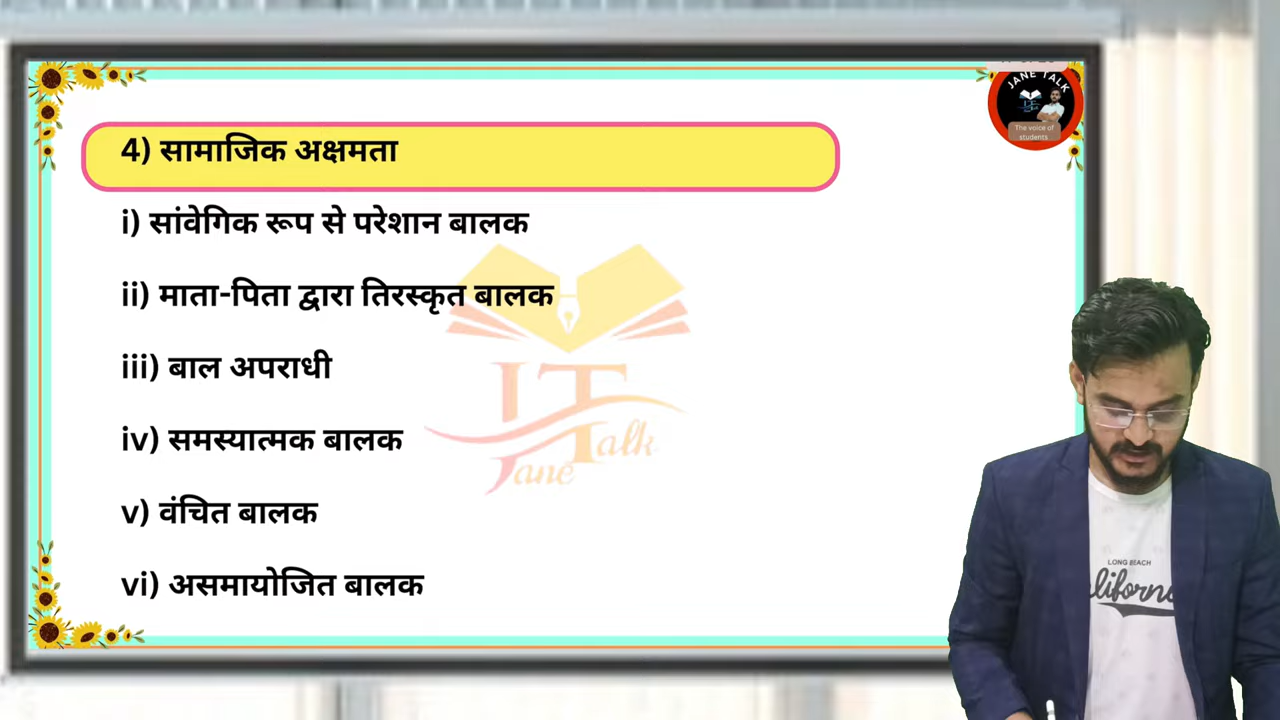 JANE TALK
The voice of
students
4) सामाजिक अक्षमता
i) सांवेगिक रूप से परेशान बालक
ii) माता-पिता द्वारा तिरस्कृत बालक
iii) बाल अपराधी
iv) समस्यात्मक बालक
v) वंचित बालक
vi) असमायोजित बालक
JT
Jane Talk
LONG BEACH